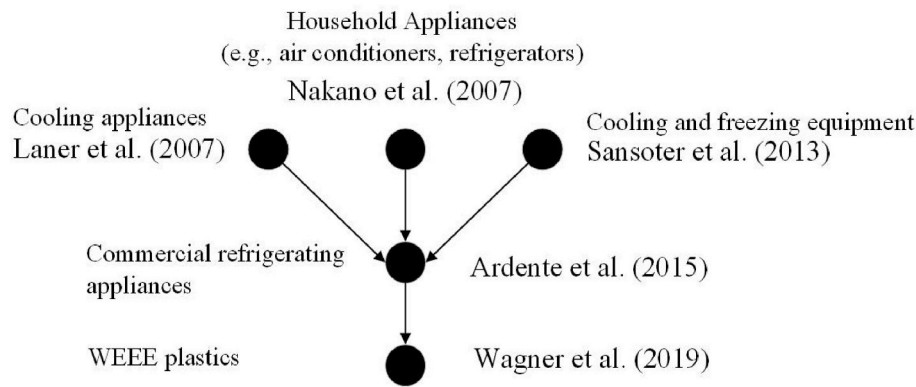 Household Appliances
(e.g., air conditioners, refrigerators)
Nakano et al. (2007)
Cooling appliances
Laner et al. (2007)
Cooling and freezing equipment
Sansoter et al. (2013)
Commercial refrigerating
appliances
Ardente et al. (2015)
WEEE plastics
Wagner et al. (2019)